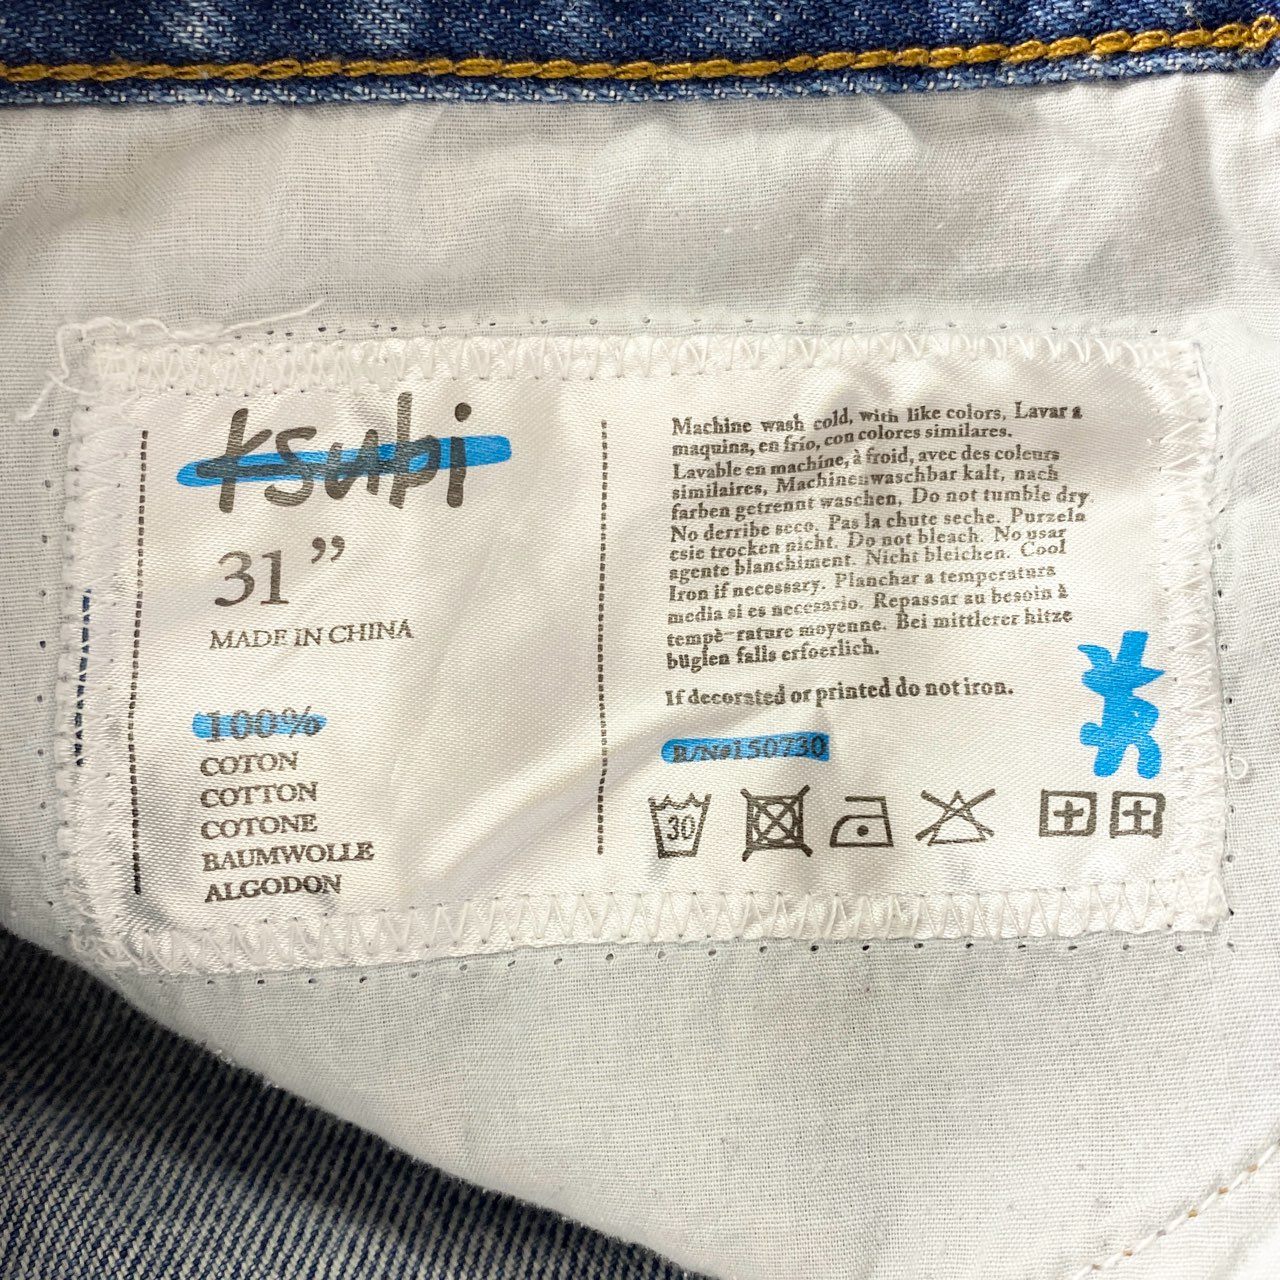 ksubi
31”
MADE IN CHINA
100%
COTON
COTTON
COTONE
BAUMWOLLE
ALGODON
Machine wash cold, with like colors, Lavar a
maquina, en frío, con colores similares.
Lavable en machine, à froid, avec des coleurs
similaires, Machinenwaschbar kalt, nach
farben getrennt waschen, Do not tumble dry.
No derribe seco. Pas la chute seche. Purzeln
esie trocken nicht. Do not bleach. No usar
agente blanchiment. Nicht bleichen. Cool
Iron if necessary. Planchar a temperatura
media si es necesario. Repassar au besoin à
tempè-rature moyenne. Bei mittlerer hitze
büglen falls erfoerlich.
If decorated or printed do not iron.
B/N#150730
30